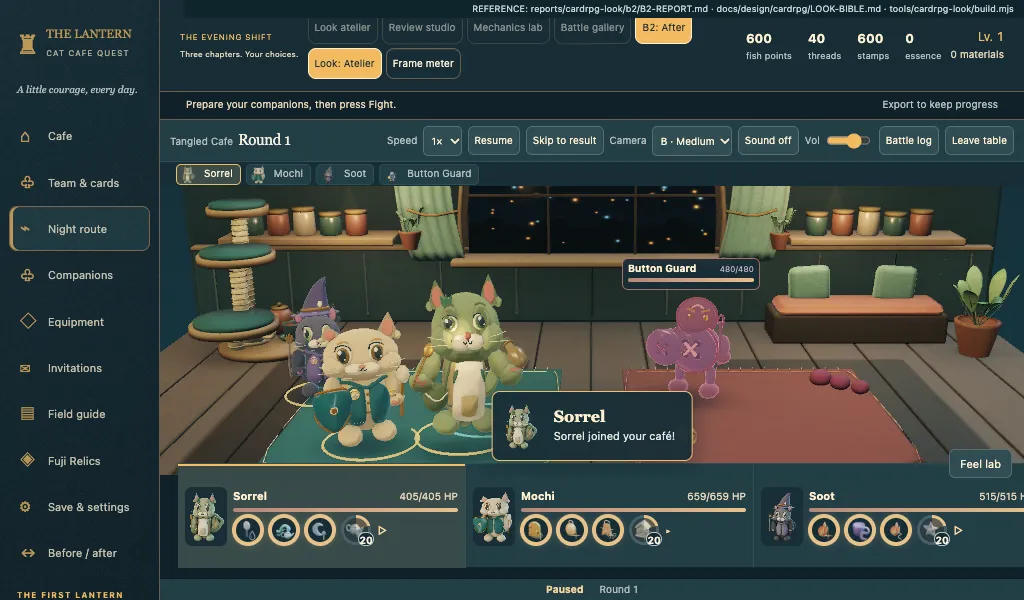 REFERENCE: reports/cardrpg-look/b2/B2-REPORT.md · docs/design/cardrpg/LOOK-BIBLE.md · tools/cardrpg-look/build.mjs
THE LANTERN
CAT CAFE QUEST
A little courage, every day.
Cafe
Team & cards
Night route
Companions
Equipment
Invitations
Field guide
Fuji Relics
Save & settings
Before / after
THE FIRST LANTERN
THE EVENING SHIFT
Three chapters. Your choices.
Look atelier
Review studio
Mechanics lab
Battle gallery
B2: After
Look: Atelier
Frame meter
600 fish points
40 threads
600 stamps
0 essence
Lv. 1
0 materials
Prepare your companions, then press Fight.
Export to keep progress
Tangled Cafe Round 1
Speed 1x
Resume
Skip to result
Camera B · Medium
Sound off
Vol
Battle log
Leave table
Sorrel
Mochi
Soot
Button Guard
Button Guard 480/480
Sorrel
Sorrel joined your café!
Feel lab
Sorrel 405/405 HP
20
Mochi 659/659 HP
20
Soot 515/515 H
20
Paused Round 1